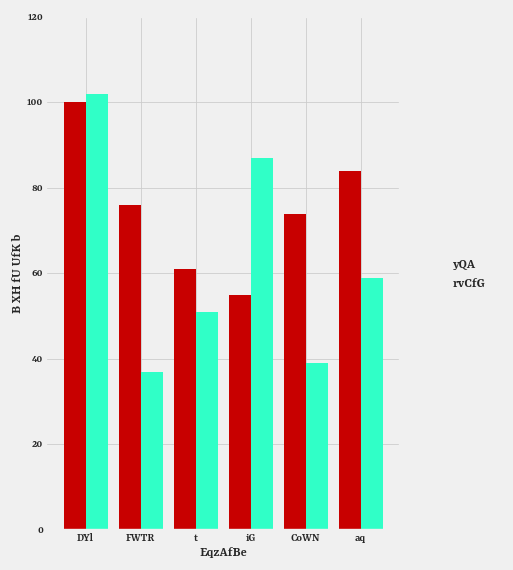 120
100
80
60
40
20
0
B XH fU UfK b
DYl
FWTR
t
iG
CoWN
aq
EqzAfBe
yQA
rvCfG